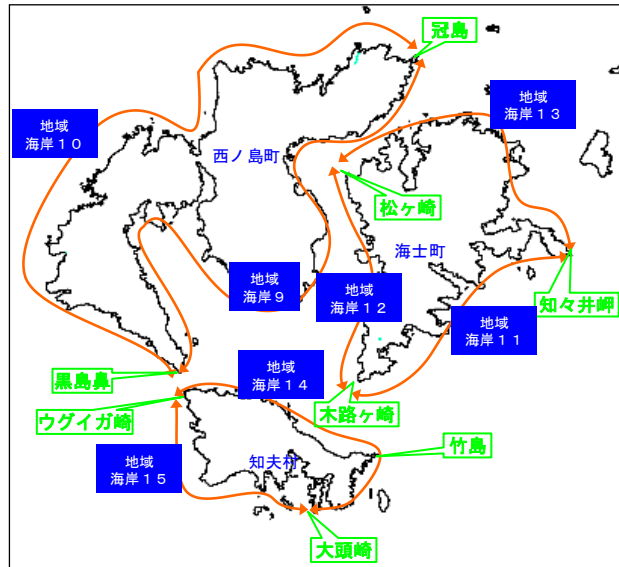 冠島
地域
海岸１３
地域
海岸１０
西ノ島町
松ヶ崎
海士町
地域
海岸９
地域
海岸１２
知々井岬
地域
海岸１１
黒島鼻
地域
海岸１４
ウグイガ崎
木路ヶ崎
竹島
知夫村
地域
海岸１５
大頭崎